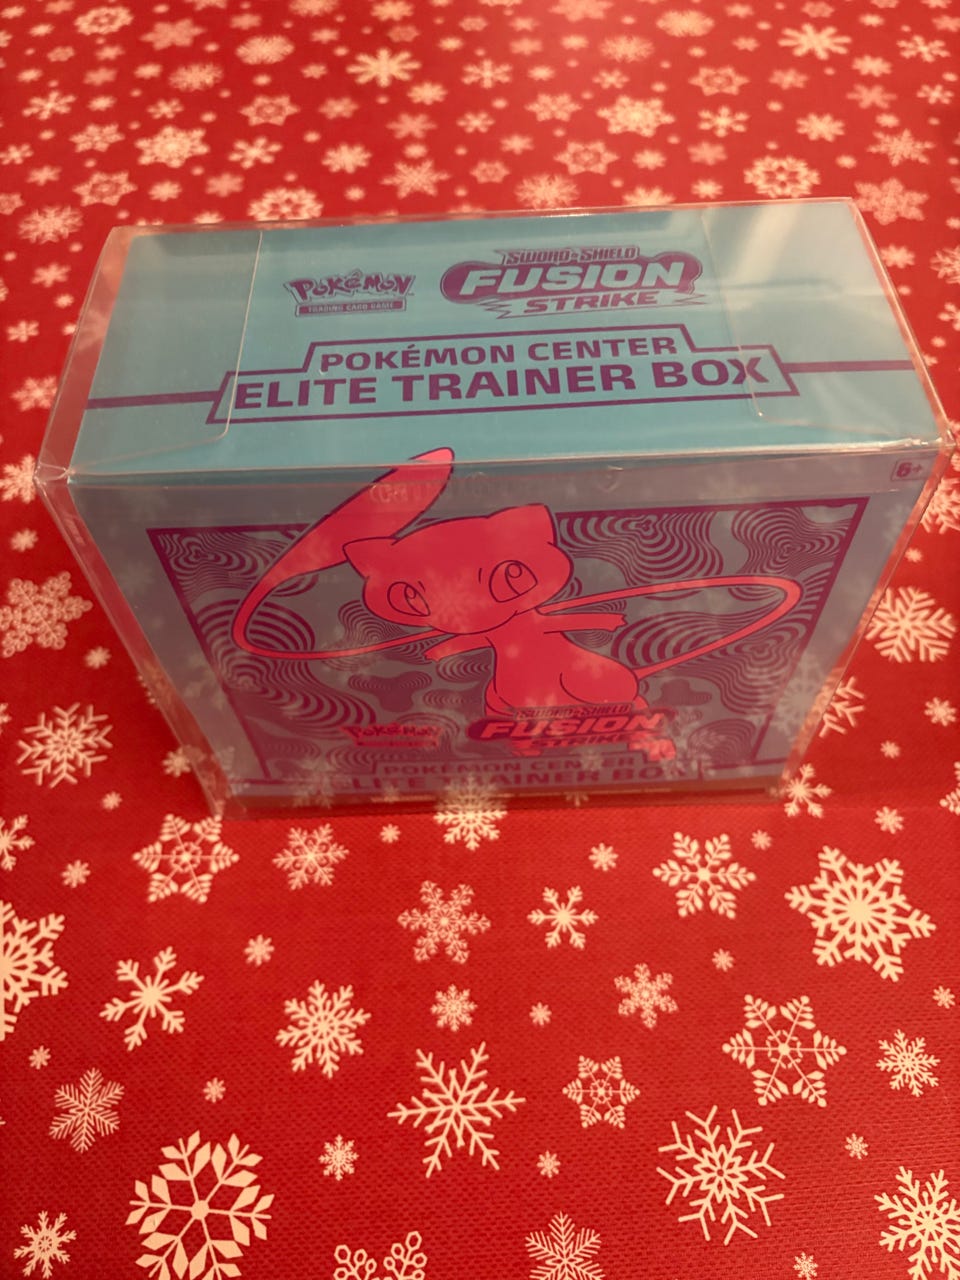 POKÉMON
TRADING CARD GAME
SWORD & SHIELD
FUSION
STRIKE
POKÉMON CENTER
ELITE TRAINER BOX
6+
POKÉMON
SWORD & SHIELD
FUSION
STRIKE
POKÉMON CENTER
ELITE TRAINER BOX